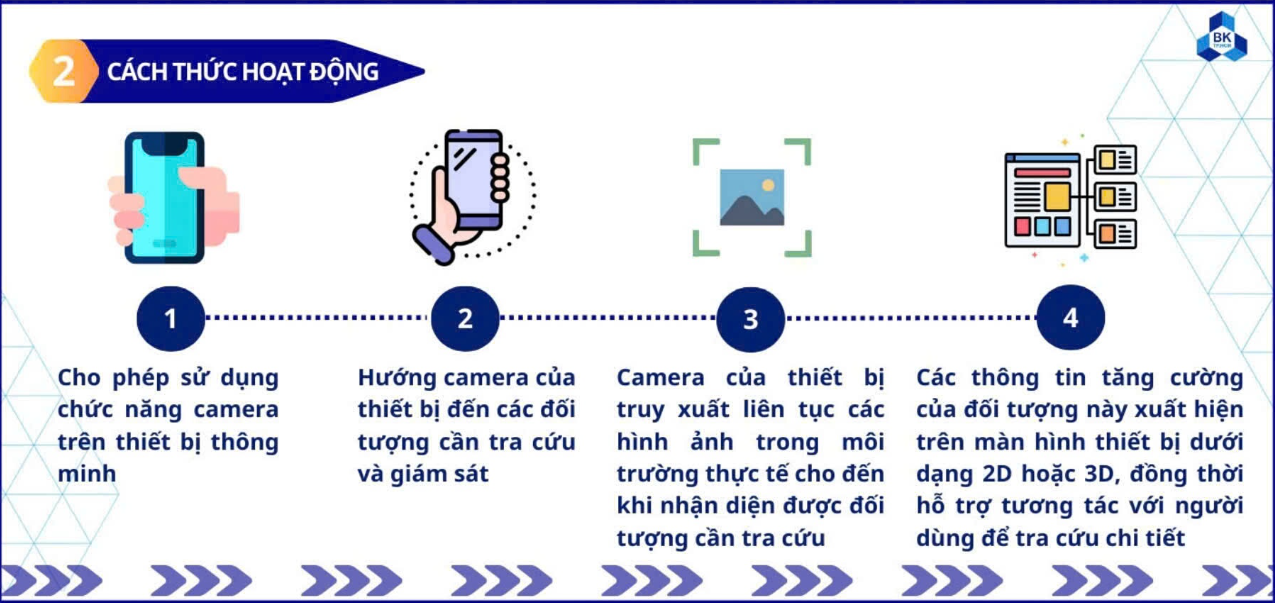 2 CÁCH THỨC HOẠT ĐỘNG
BK
1
Cho phép sử dụng
chức năng camera
trên thiết bị thông
minh
2
Hướng camera của
thiết bị đến các đối
tượng cần tra cứu
và giám sát
3
Camera của thiết bị
truy xuất liên tục các
hình ảnh trong môi
trường thực tế cho đến
khi nhận diện được đối
tượng cần tra cứu
4
Các thông tin tăng cường
của đối tượng này xuất hiện
trên màn hình thiết bị dưới
dạng 2D hoặc 3D, đồng thời
hỗ trợ tương tác với người
dùng để tra cứu chi tiết